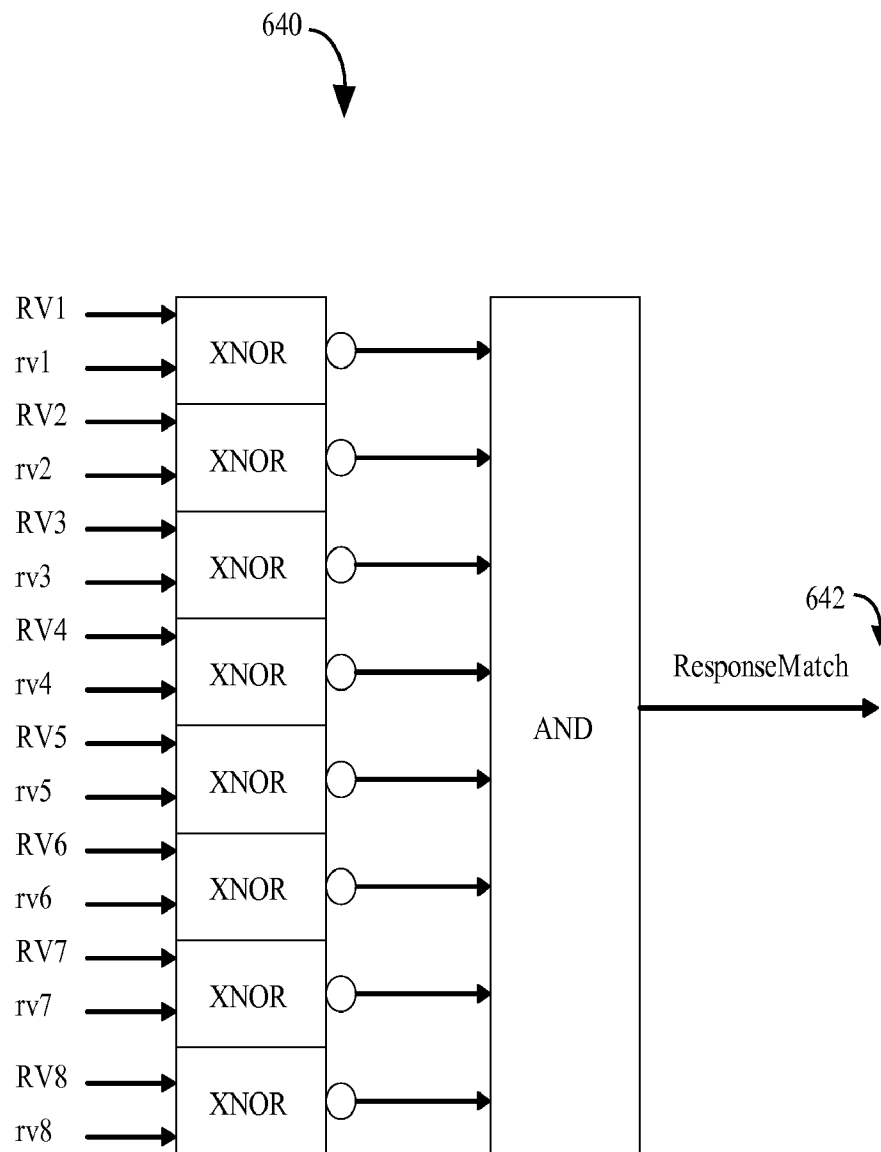 640
RV1
rv1
XNOR
RV2
rv2
XNOR
RV3
rv3
XNOR
RV4
rv4
XNOR
RV5
rv5
XNOR
RV6
rv6
XNOR
RV7
rv7
XNOR
RV8
rv8
XNOR
AND
642
ResponseMatch